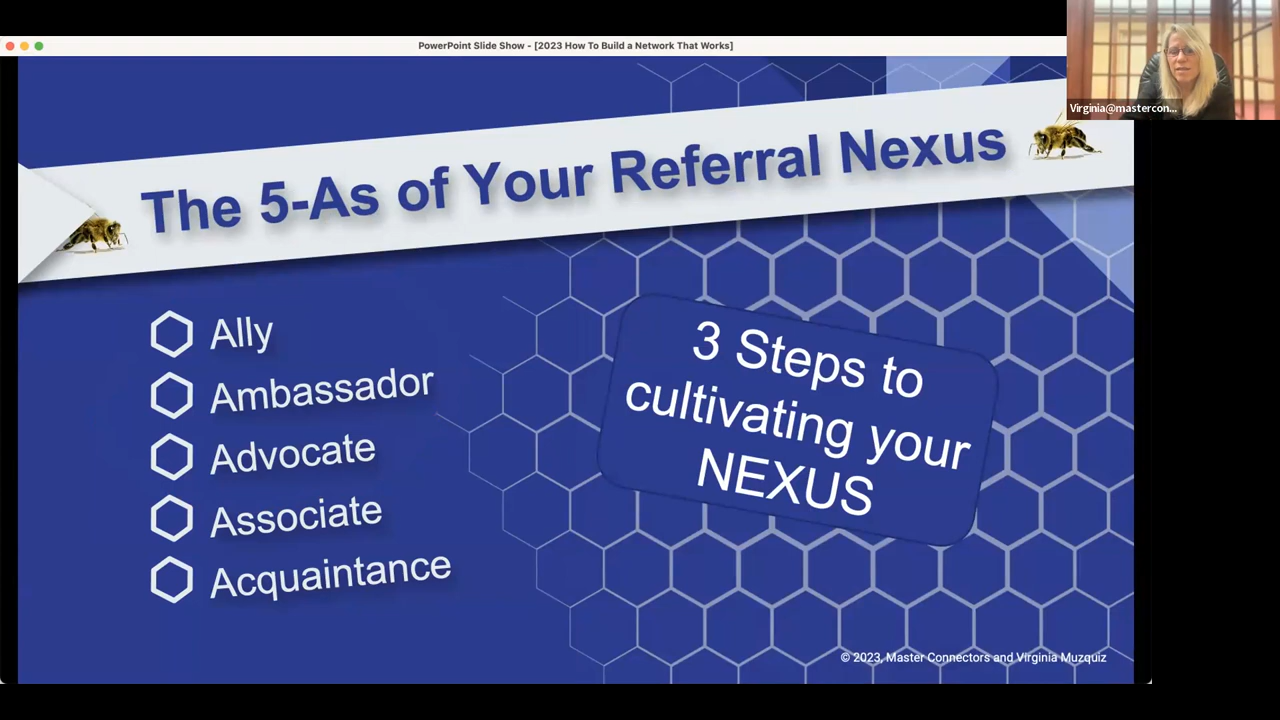 PowerPoint Slide Show - [2023 How To Build a Network That Works]
Virginia@mastercon...
The 5-As of Your Referral Nexus
Ally
Ambassador
Advocate
Associate
Acquaintance
3 Steps to
cultivating your
NEXUS
© 2023, Master Connectors and Virginia Muzquiz